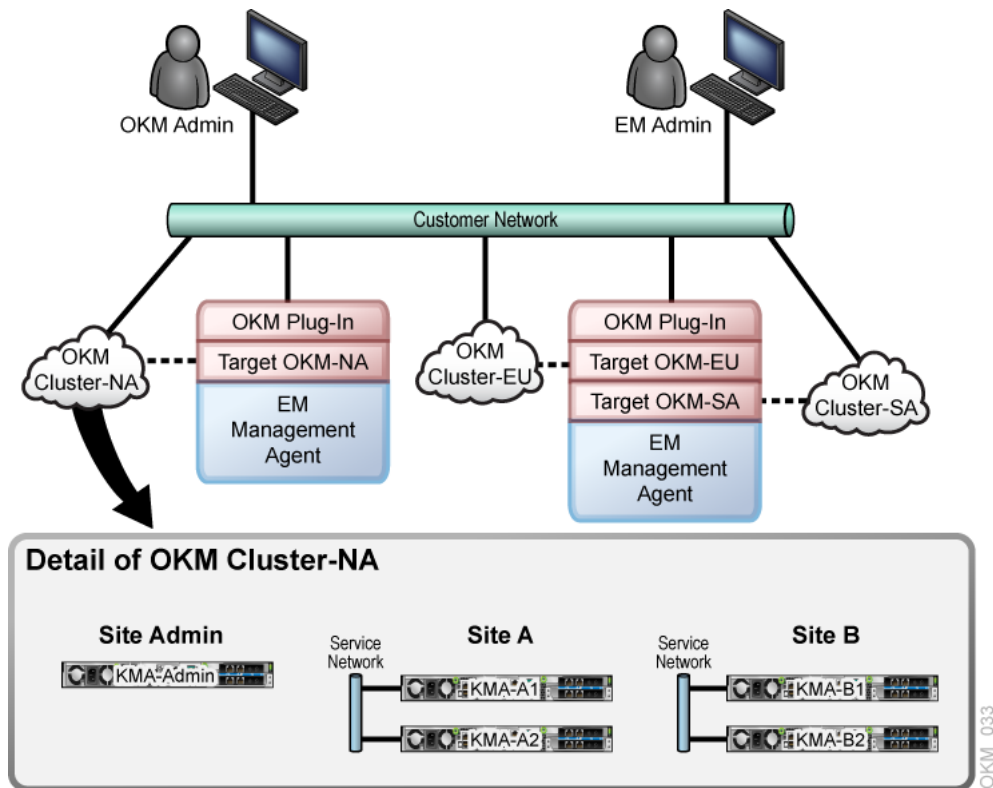 OKM Admin
EM Admin
Customer Network
OKM
Cluster-NA
OKM Plug-In
Target OKM-NA
EM
Management
Agent
OKM
Cluster-EU
OKM Plug-In
Target OKM-EU
Target OKM-SA
EM
Management
Agent
OKM
Cluster-SA
Detail of OKM Cluster-NA
Site Admin
KMA-Admin
Service
Network
Site A
KMA-A1
KMA-A2
Service
Network
Site B
KMA-B1
KMA-B2
OKM_033